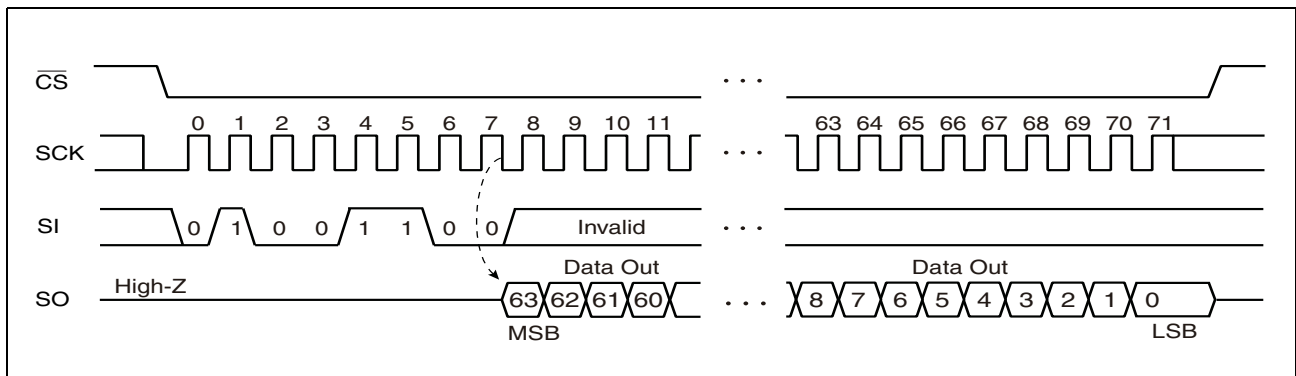 CS
. . .
0 1 2 3 4 5 6 7 8 9 10 11 63 64 65 66 67 68 69 70 71
SCK
. . .
SI
0 1 0 0 1 1 0 0 Invalid
. . .
Data Out
Data Out
High-Z
SO
63 62 61 60 . . . 8 7 6 5 4 3 2 1 0
MSB
LSB